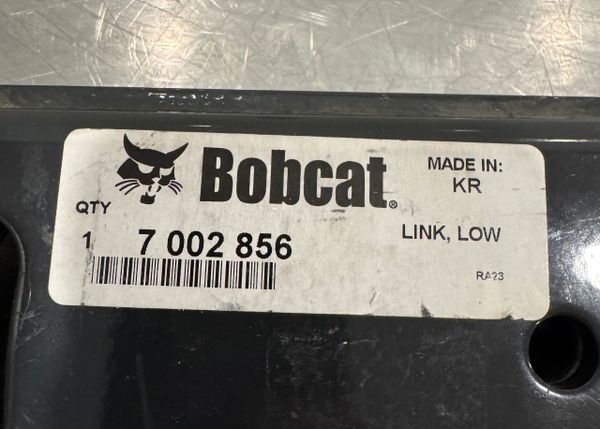 Bobcat®
MADE IN:
KR
QTY
1 7 002 856
LINK, LOW
RA23